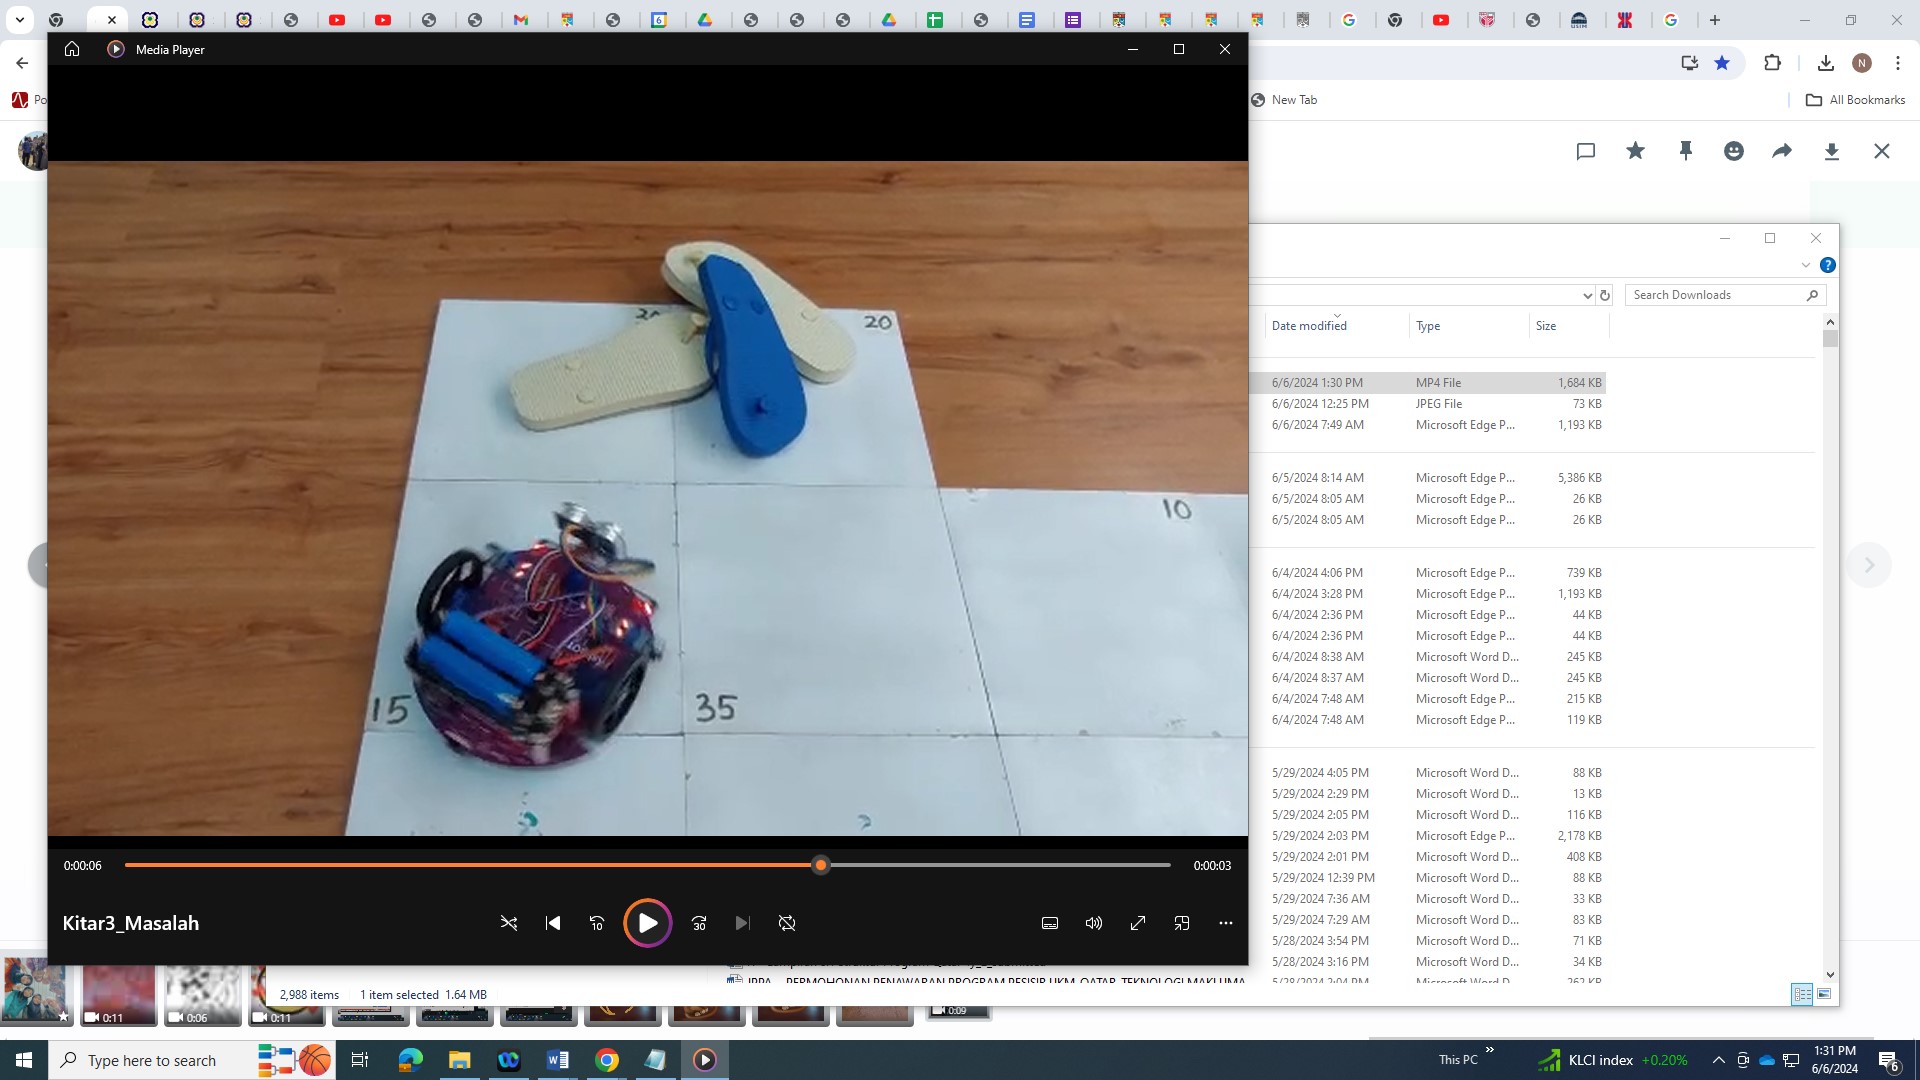 Media Player
Po
New Tab
All Bookmarks
N
Search Downloads
Date modified
Type
Size
6/6/2024 1:30 PM MP4 File 1,684 KB
6/6/2024 12:25 PM JPEG File 73 KB
6/6/2024 7:49 AM Microsoft Edge P... 1,193 KB
6/5/2024 8:14 AM Microsoft Edge P... 5,386 KB
6/5/2024 8:05 AM Microsoft Edge P... 26 KB
6/5/2024 8:05 AM Microsoft Edge P... 26 KB
6/4/2024 4:06 PM Microsoft Edge P... 739 KB
6/4/2024 3:28 PM Microsoft Edge P... 1,193 KB
6/4/2024 2:36 PM Microsoft Edge P... 44 KB
6/4/2024 2:36 PM Microsoft Edge P... 44 KB
6/4/2024 8:38 AM Microsoft Word D... 245 KB
6/4/2024 8:37 AM Microsoft Word D... 245 KB
6/4/2024 7:48 AM Microsoft Edge P... 215 KB
6/4/2024 7:48 AM Microsoft Edge P... 119 KB
5/29/2024 4:05 PM Microsoft Word D... 88 KB
5/29/2024 2:29 PM Microsoft Word D... 13 KB
5/29/2024 2:05 PM Microsoft Word D... 116 KB
5/29/2024 2:03 PM Microsoft Edge P... 2,178 KB
5/29/2024 2:01 PM Microsoft Word D... 408 KB
5/29/2024 12:39 PM Microsoft Word D... 88 KB
5/29/2024 7:36 AM Microsoft Word D... 33 KB
5/29/2024 7:29 AM Microsoft Word D... 83 KB
5/28/2024 3:54 PM Microsoft Word D... 71 KB
5/28/2024 3:16 PM Microsoft Word D... 34 KB
5/28/2024 2:04 PM Microsoft Word D... 262 KB
20
10
15
35
0:00:06
0:00:03
Kitar3_Masalah
10
30
PERMOHONAN PENAWARAN PROGRAM PESISIR UKM
2,988 items 1 item selected 1.64 MB
0:11
0:06
0:11
0:09
Type here to search
This PC
KLCI index +0.20%
1:31 PM
6/6/2024
6